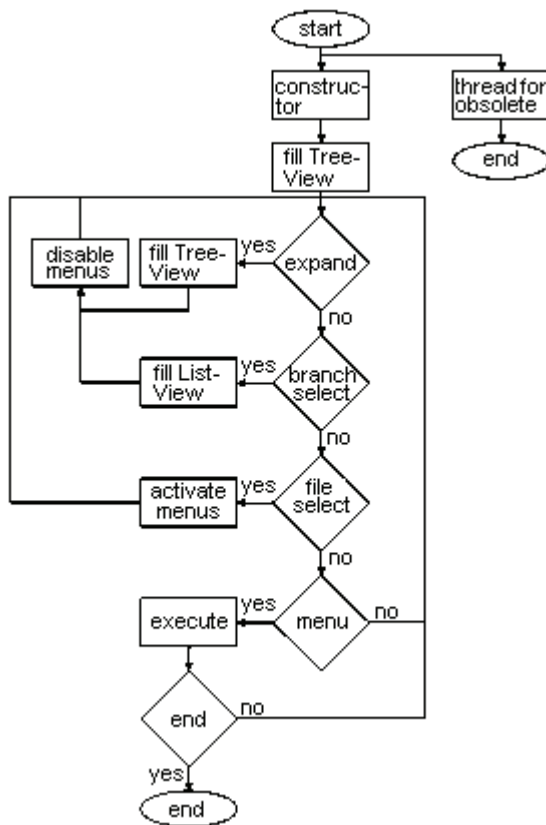 start
construc-
tor
thread for
obsolete
fill Tree-
View
end
disable
menus
fill Tree-
View
yes
expand
no
fill List-
View
yes
branch
select
no
activate
menus
yes
file
select
no
execute
yes
menu
no
end
no
yes
end